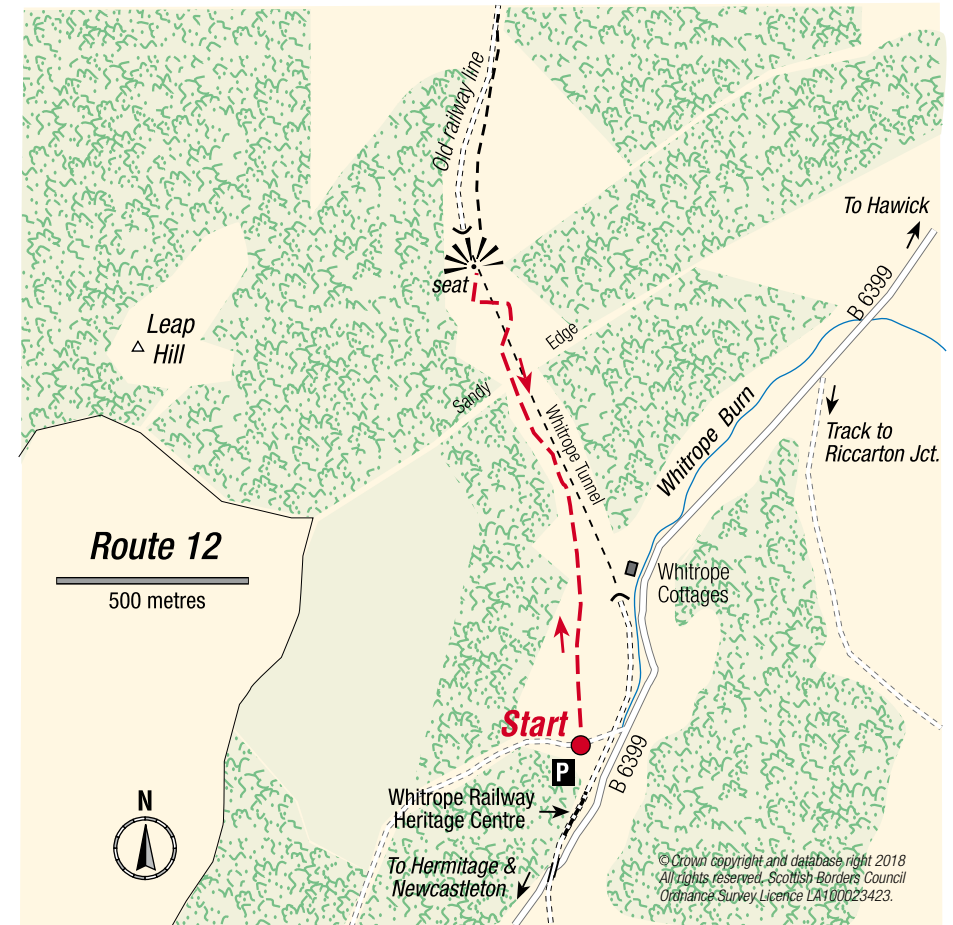 Old railway line
To Hawick
seat
B 6399
Leap
Hill
Edge
Sandy
Whitrope Tunnel
Whitrope Burn
Track to
Riccarton Jct.
Route 12
500 metres
Whitrope
Cottages
Start
P
B 6399
N
Whitrope Railway
Heritage Centre
To Hermitage &
Newcastleton
© Crown copyright and database right 2018
All rights reserved. Scottish Borders Council
Ordnance Survey Licence LA100023423.